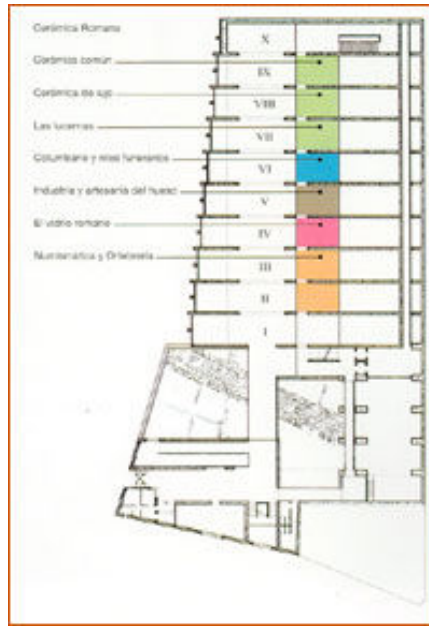 Cerámica Romana
X
Cerámica común
IX
Cerámica de lujo
VIII
Las lucernas
VII
Columbario y ritos funerarios
VI
Industria y artesanía del hueso
V
El vidrio romano
IV
Numismática y Orfebrería
III
II
I